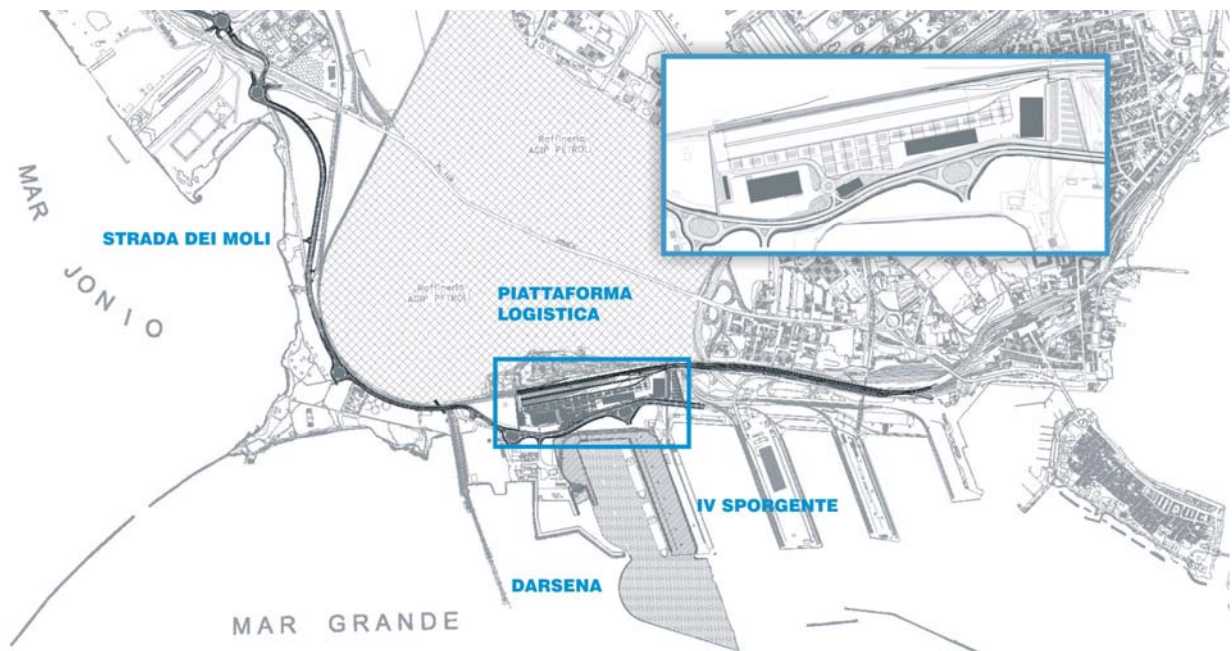 Raffineria
AGIP PETROLI
MAR
JONIO
STRADA DEI MOLI
Raffineria
AGIP PETROLI
PIATTAFORMA
LOGISTICA
IV SPORGENTE
DARSENA
MAR GRANDE